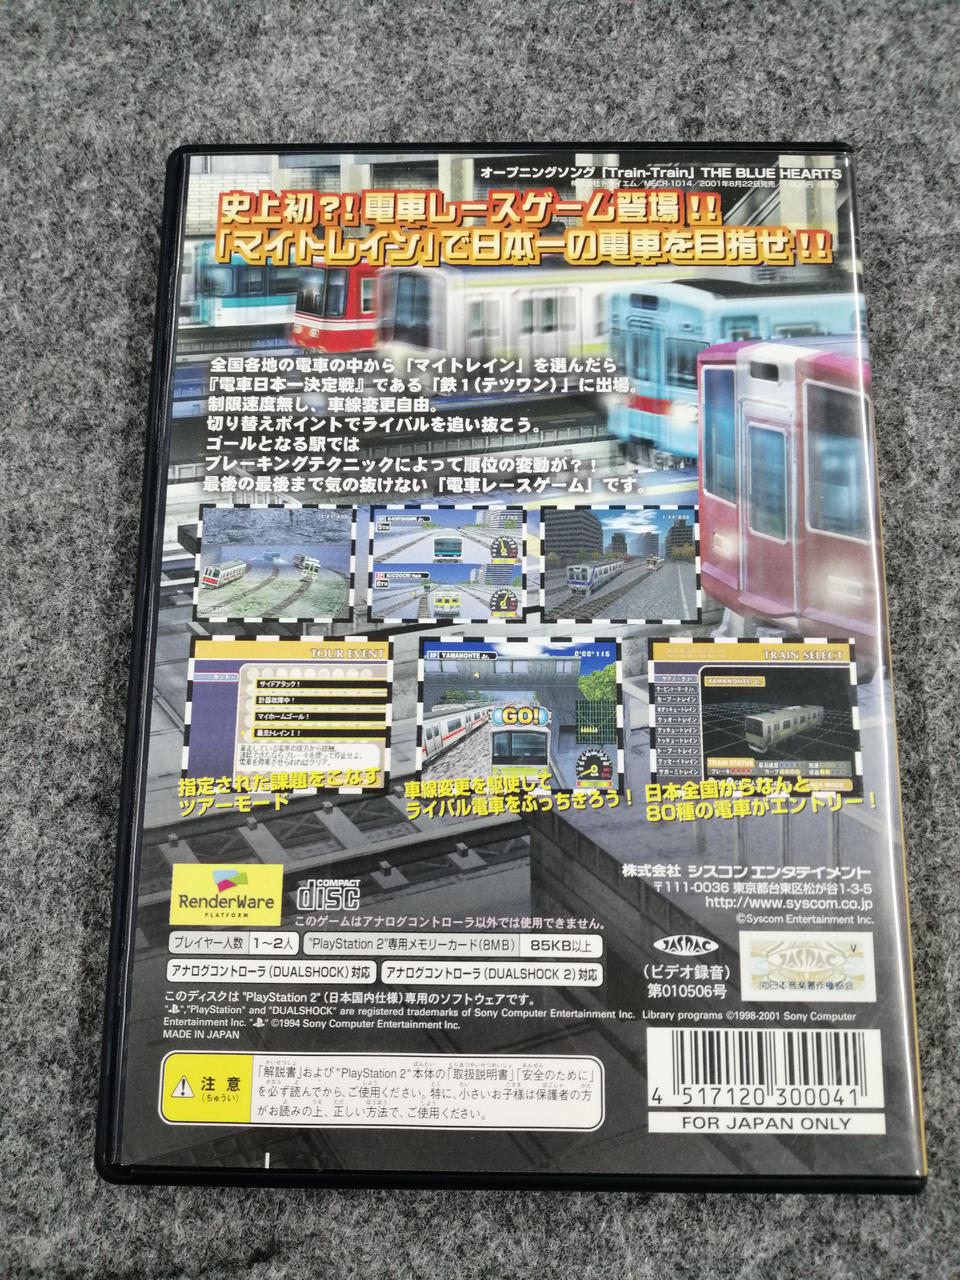 オープニングソング「Train-Train」THE BLUE HEARTS
史上初?!電車レースゲーム登場!!
「マイトレイン」で日本一の電車を目指せ!!
全国各地の電車の中から「マイトレイン」を選んだら
『電車日本一決定戦』である「鉄1(テツワン)」に出場。
制限速度無し、車線変更自由。
切り替えポイントでライバルを追い抜こう。
ゴールとなる駅では
ブレーキングテクニックによって順位の変動が?!
最後の最後まで気の抜けない「電車レースゲーム」です。
TOUR EVENT
サイドアタック!
計器故障中!
マイホームゴール!
暴走トレイン!!
指定された課題をこなす
ツアーモード
YAMANOHTE Jr.
0:00"116
GO!
車線変更を駆使して
ライバル電車をぶっちぎろう!
TRAIN SELECT
YAMANOHTE Jr.
TRAIN STATUS
日本全国からなんと
80種の電車がエントリー!
RenderWare
PLATFORM
COMPACT
disc
株式会社 シスコン エンタテイメント
〒111-0036 東京都台東区松が谷1-3-5
http://www.syscom.co.jp
©Syscom Entertainment Inc.
このゲームはアナログコントローラ以外では使用できません。
プレイヤー人数 1~2人 "PlayStation 2"専用メモリーカード(8MB) 85KB以上
アナログコントローラ(DUALSHOCK)対応 アナログコントローラ(DUALSHOCK 2)対応
JASRAC
(ビデオ録音)
第010506号
JASRAC
このディスクは "PlayStation 2" (日本国内仕様) 専用のソフトウェアです。
"PlayStation" and "DUALSHOCK" are registered trademarks of Sony Computer Entertainment Inc. Library programs ©1998-2001 Sony Computer
Entertainment Inc. ©1994 Sony Computer Entertainment Inc.
MADE IN JAPAN
注意
(ちゅうい)
「解説書」および"PlayStation 2"本体の「取扱説明書」「安全のために」
を必ず読んでから、ご使用ください。特に、小さいお子様は保護者の方
がお読みの上、正しい方法で、ご使用ください。
4 517120 300041
FOR JAPAN ONLY